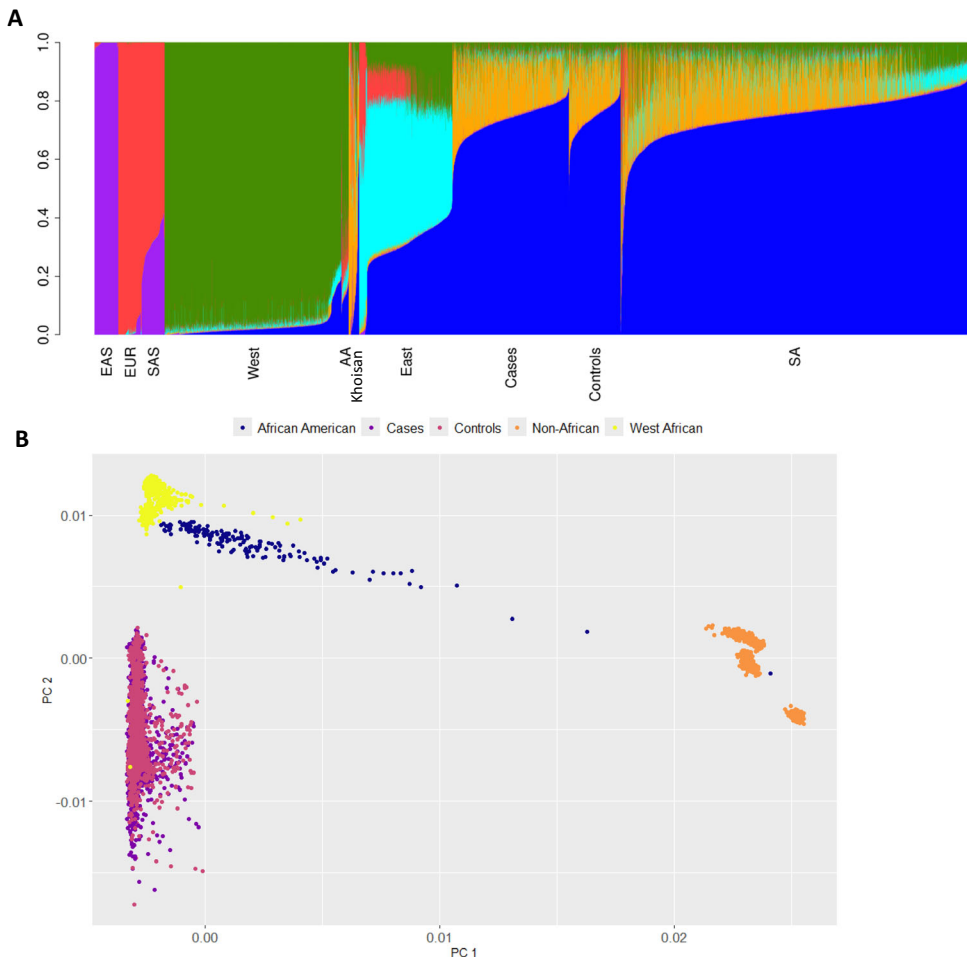 A
1.0
0.8
0.6
0.4
0.2
0.0
EAS
EUR
SAS
West
AA
Khoisan
East
Cases
Controls
SA
B
African American Cases Controls Non-African West African
0.01
0.00
-0.01
PC 2
0.00 0.01 0.02
PC 1